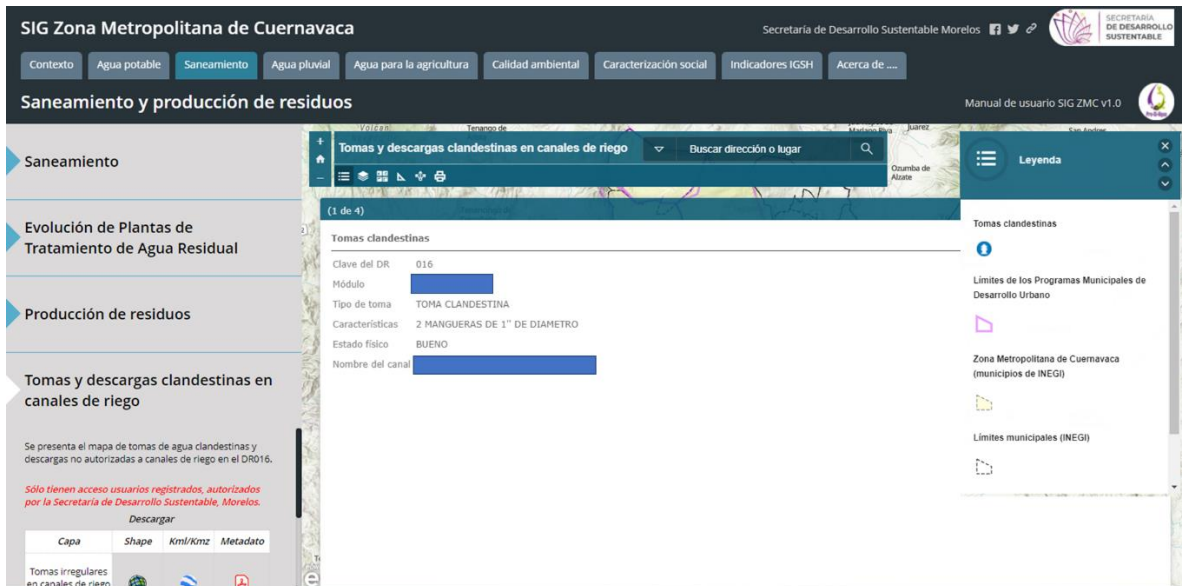 SIG Zona Metropolitana de Cuernavaca
Secretaría de Desarrollo Sustentable Morelos
SECRETARÍA
DE DESARROLLO
SUSTENTABLE
Contexto
Agua potable
Saneamiento
Agua pluvial
Agua para la agricultura
Calidad ambiental
Caracterización social
Indicadores IGSH
Acerca de ....
Saneamiento y producción de residuos
Manual de usuario SIG ZMC v1.0
Saneamiento
Evolución de Plantas de
Tratamiento de Agua Residual
Producción de residuos
Tomas y descargas clandestinas en
canales de riego
Se presenta el mapa de tomas de agua clandestinas y
descargas no autorizadas a canales de riego en el DR016.
Sólo tienen acceso usuarios registrados, autorizados
por la Secretaría de Desarrollo Sustentable, Morelos.
Descargar
Capa Shape Kml/Kmz Metadato
Tomas irregulares
en canales de riego
Volcán
Tenango de
Mariano Riva
Juarez
San Andres
Tomas y descargas clandestinas en canales de riego
Buscar dirección o lugar
Ozumba de
Alzate
(1 de 4)
Tomas clandestinas
Clave del DR 016
Módulo
Tipo de toma TOMA CLANDESTINA
Características 2 MANGUERAS DE 1" DE DIAMETRO
Estado físico BUENO
Nombre del canal
Leyenda
Tomas clandestinas
Límites de los Programas Municipales de
Desarrollo Urbano
Zona Metropolitana de Cuernavaca
(municipios de INEGI)
Límites municipales (INEGI)